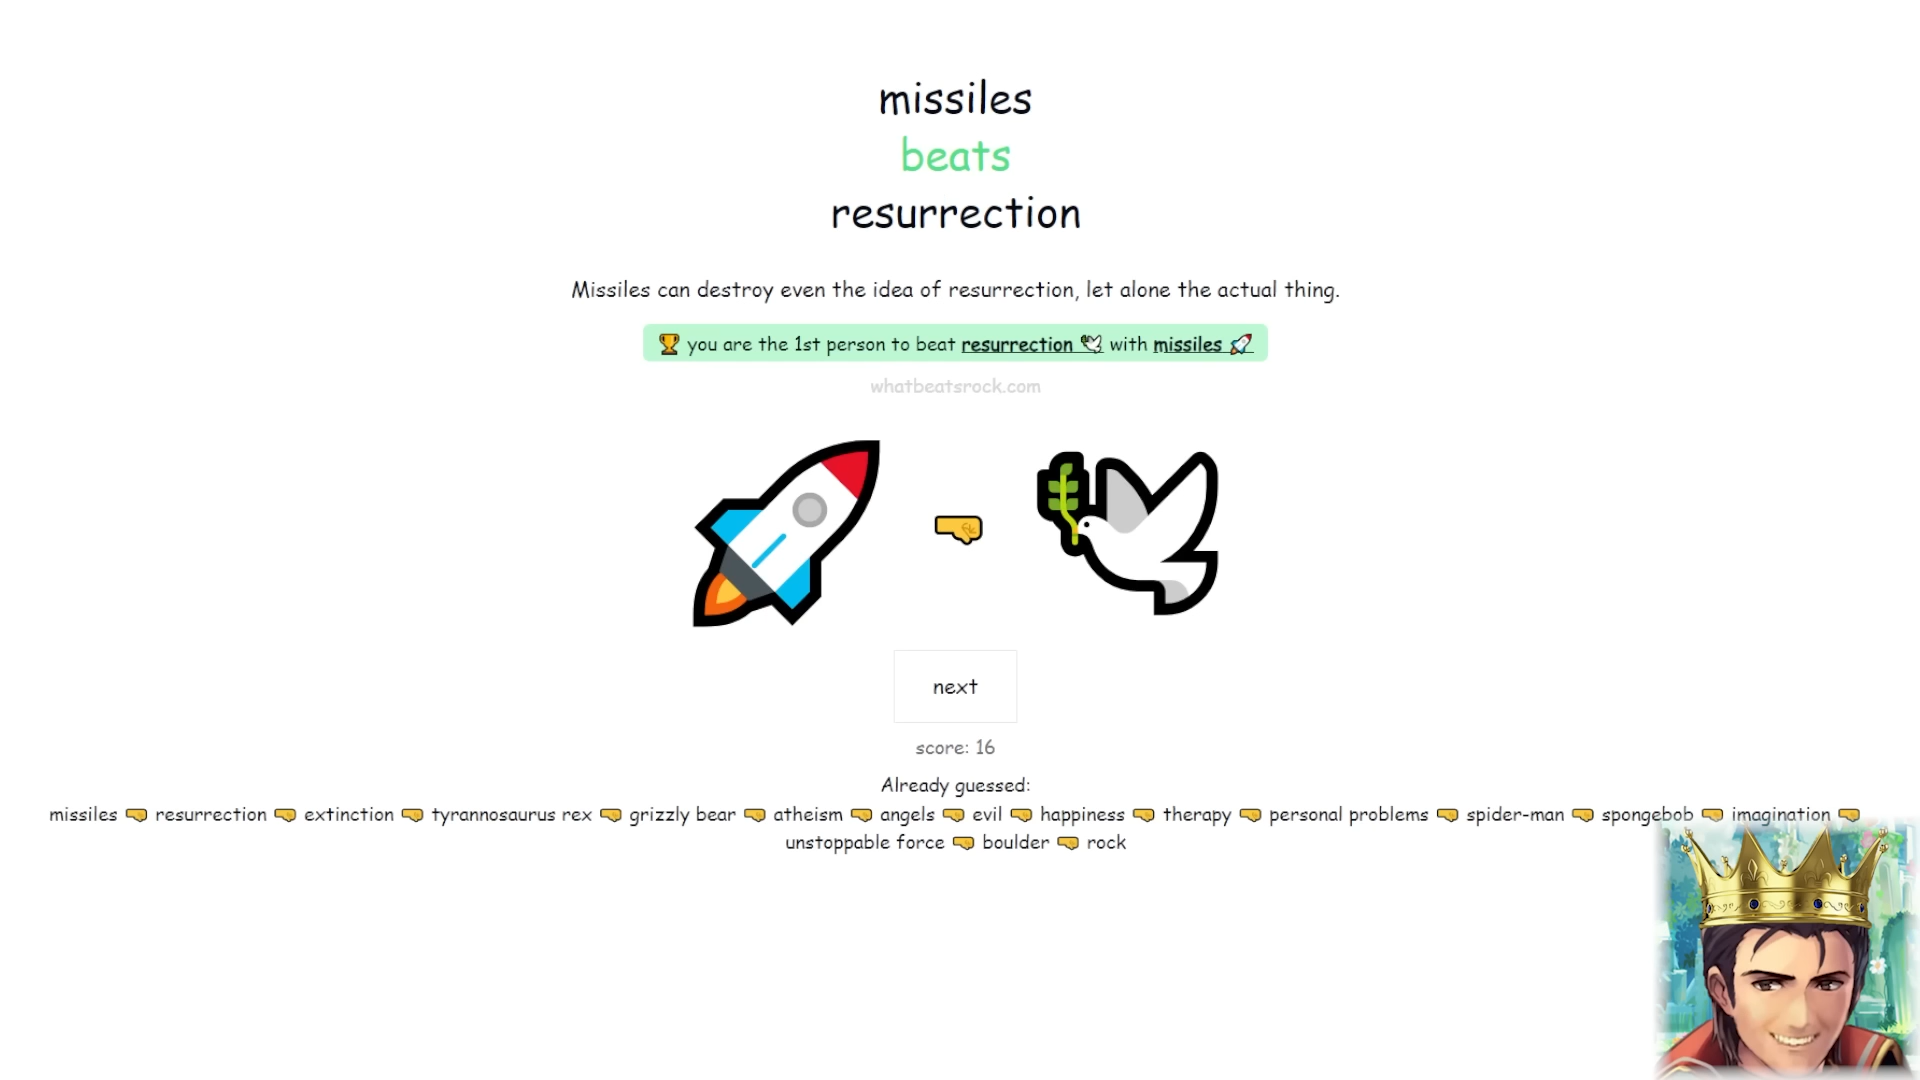 missiles
beats
resurrection
Missiles can destroy even the idea of resurrection, let alone the actual thing.
🏆 you are the 1st person to beat resurrection 🕊️ with missiles 🚀
whatbeatsrock.com
next
score: 16
Already guessed:
missiles 🤜 resurrection 🤜 extinction 🤜 tyrannosaurus rex 🤜 grizzly bear 🤜 atheism 🤜 angels 🤜 evil 🤜 happiness 🤜 therapy 🤜 personal problems 🤜 spider-man 🤜 spongebob 🤜 imagination 🤜
unstoppable force 🤜 boulder 🤜 rock